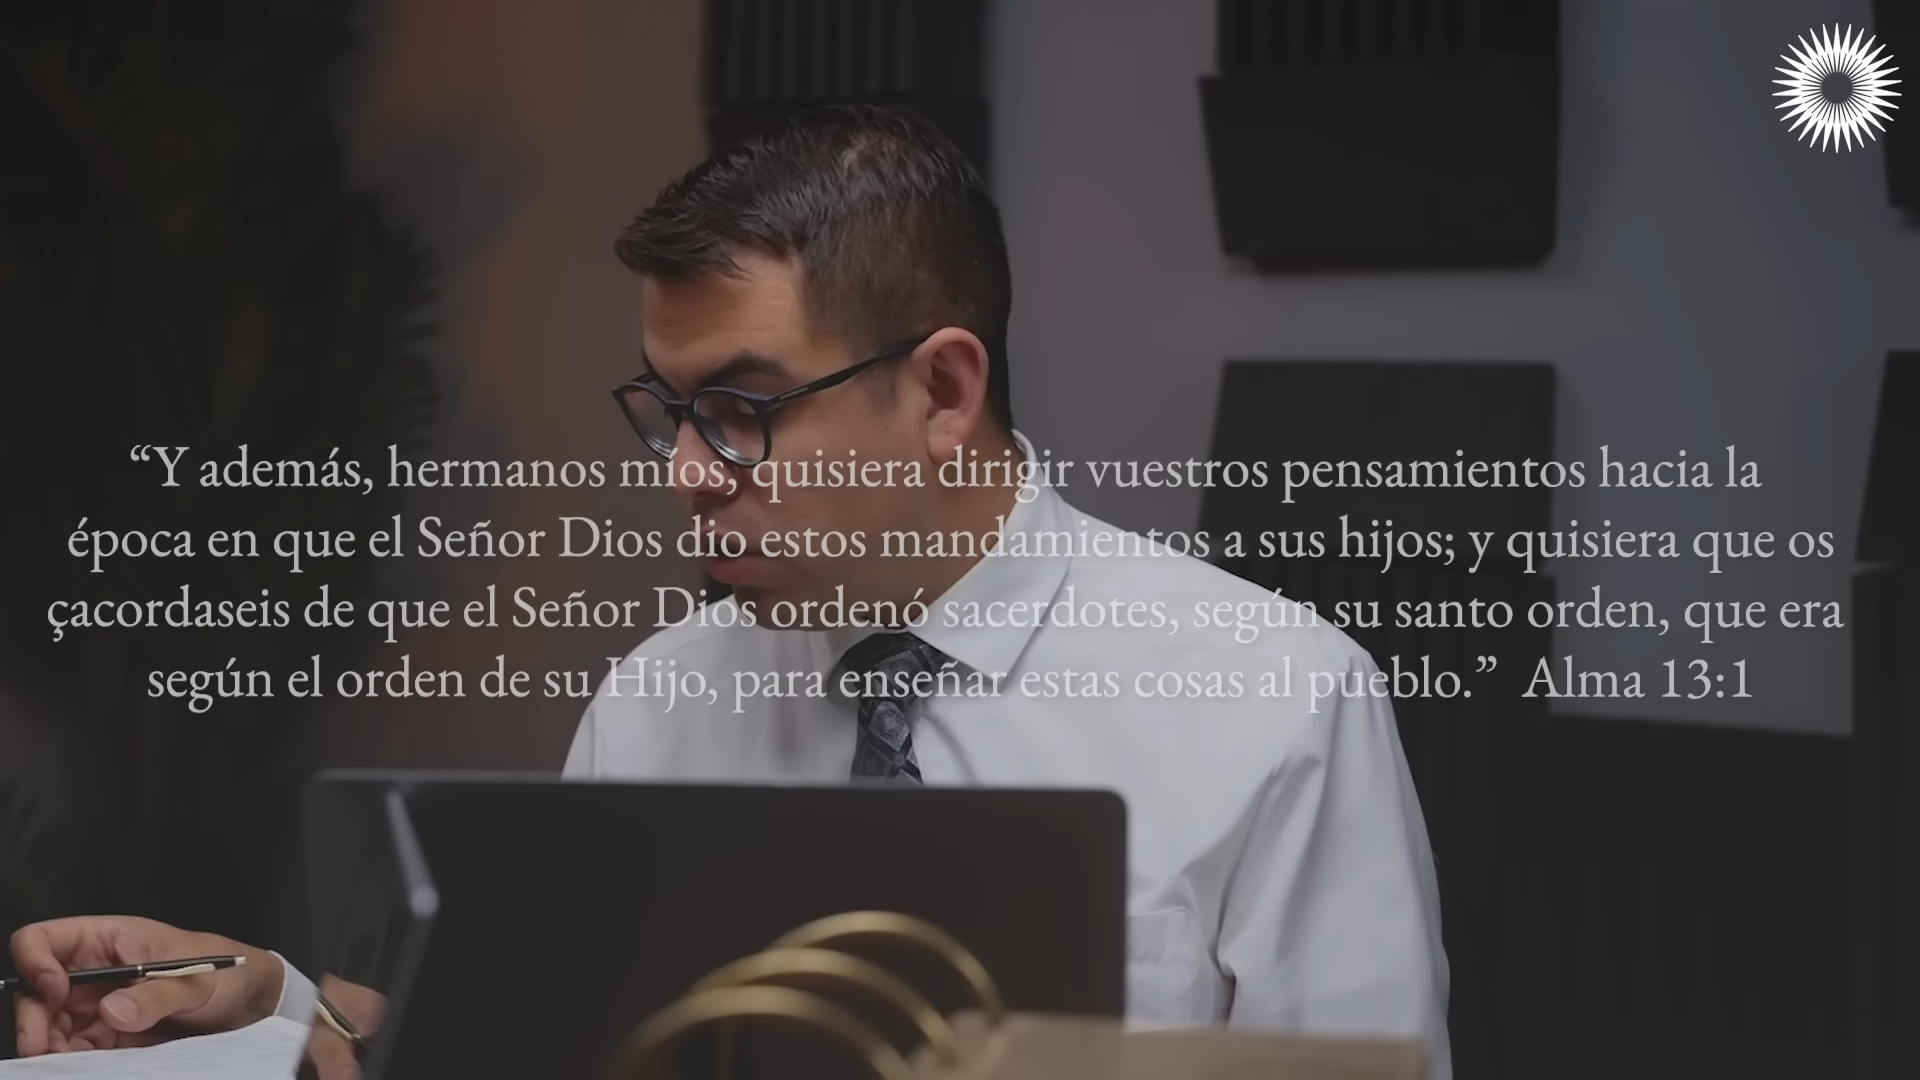 “Y además, hermanos míos, quisiera dirigir vuestros pensamientos hacia la
época en que el Señor Dios dio estos mandamientos a sus hijos; y quisiera que os
çacordaseis de que el Señor Dios ordenó sacerdotes, según su santo orden, que era
según el orden de su Hijo, para enseñar estas cosas al pueblo.”  Alma 13:1